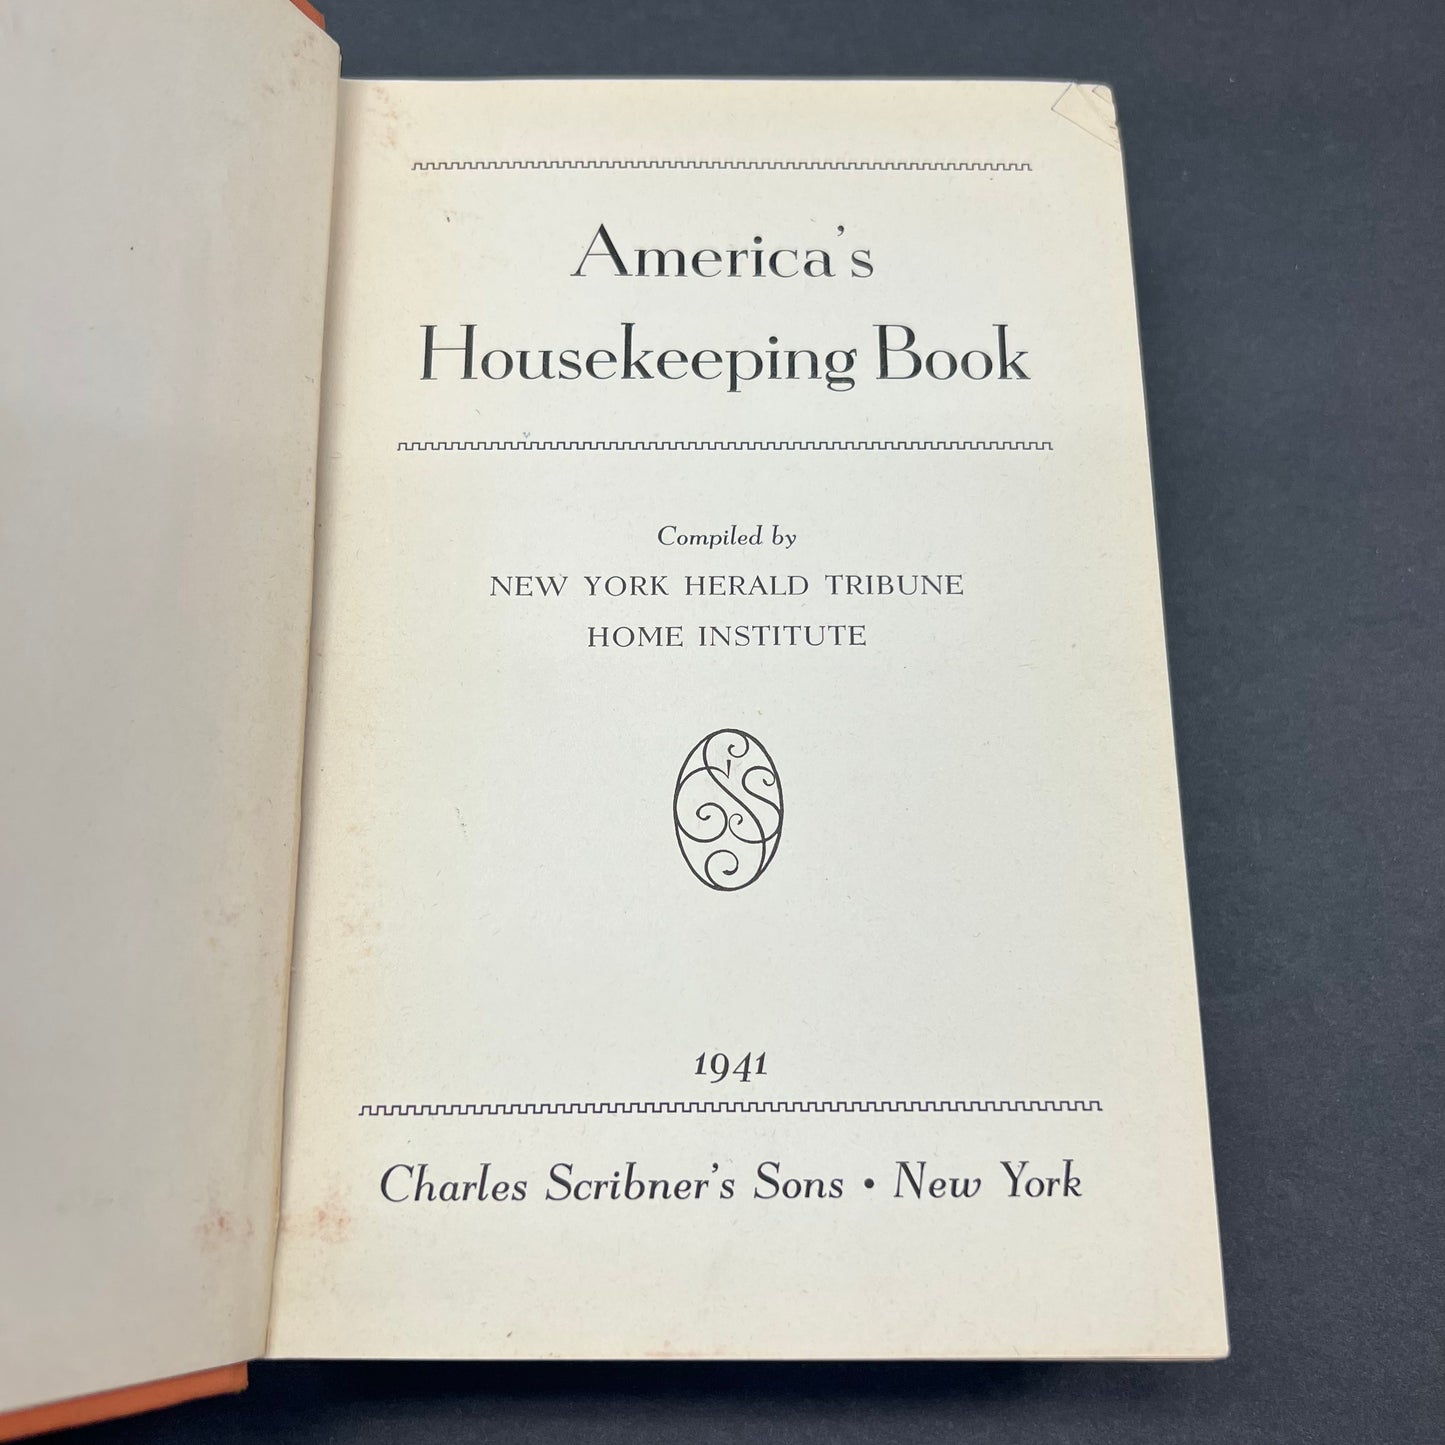 America's
Housekeeping Book
Compiled by
NEW YORK HERALD TRIBUNE
HOME INSTITUTE
1941
Charles Scribner's Sons • New York